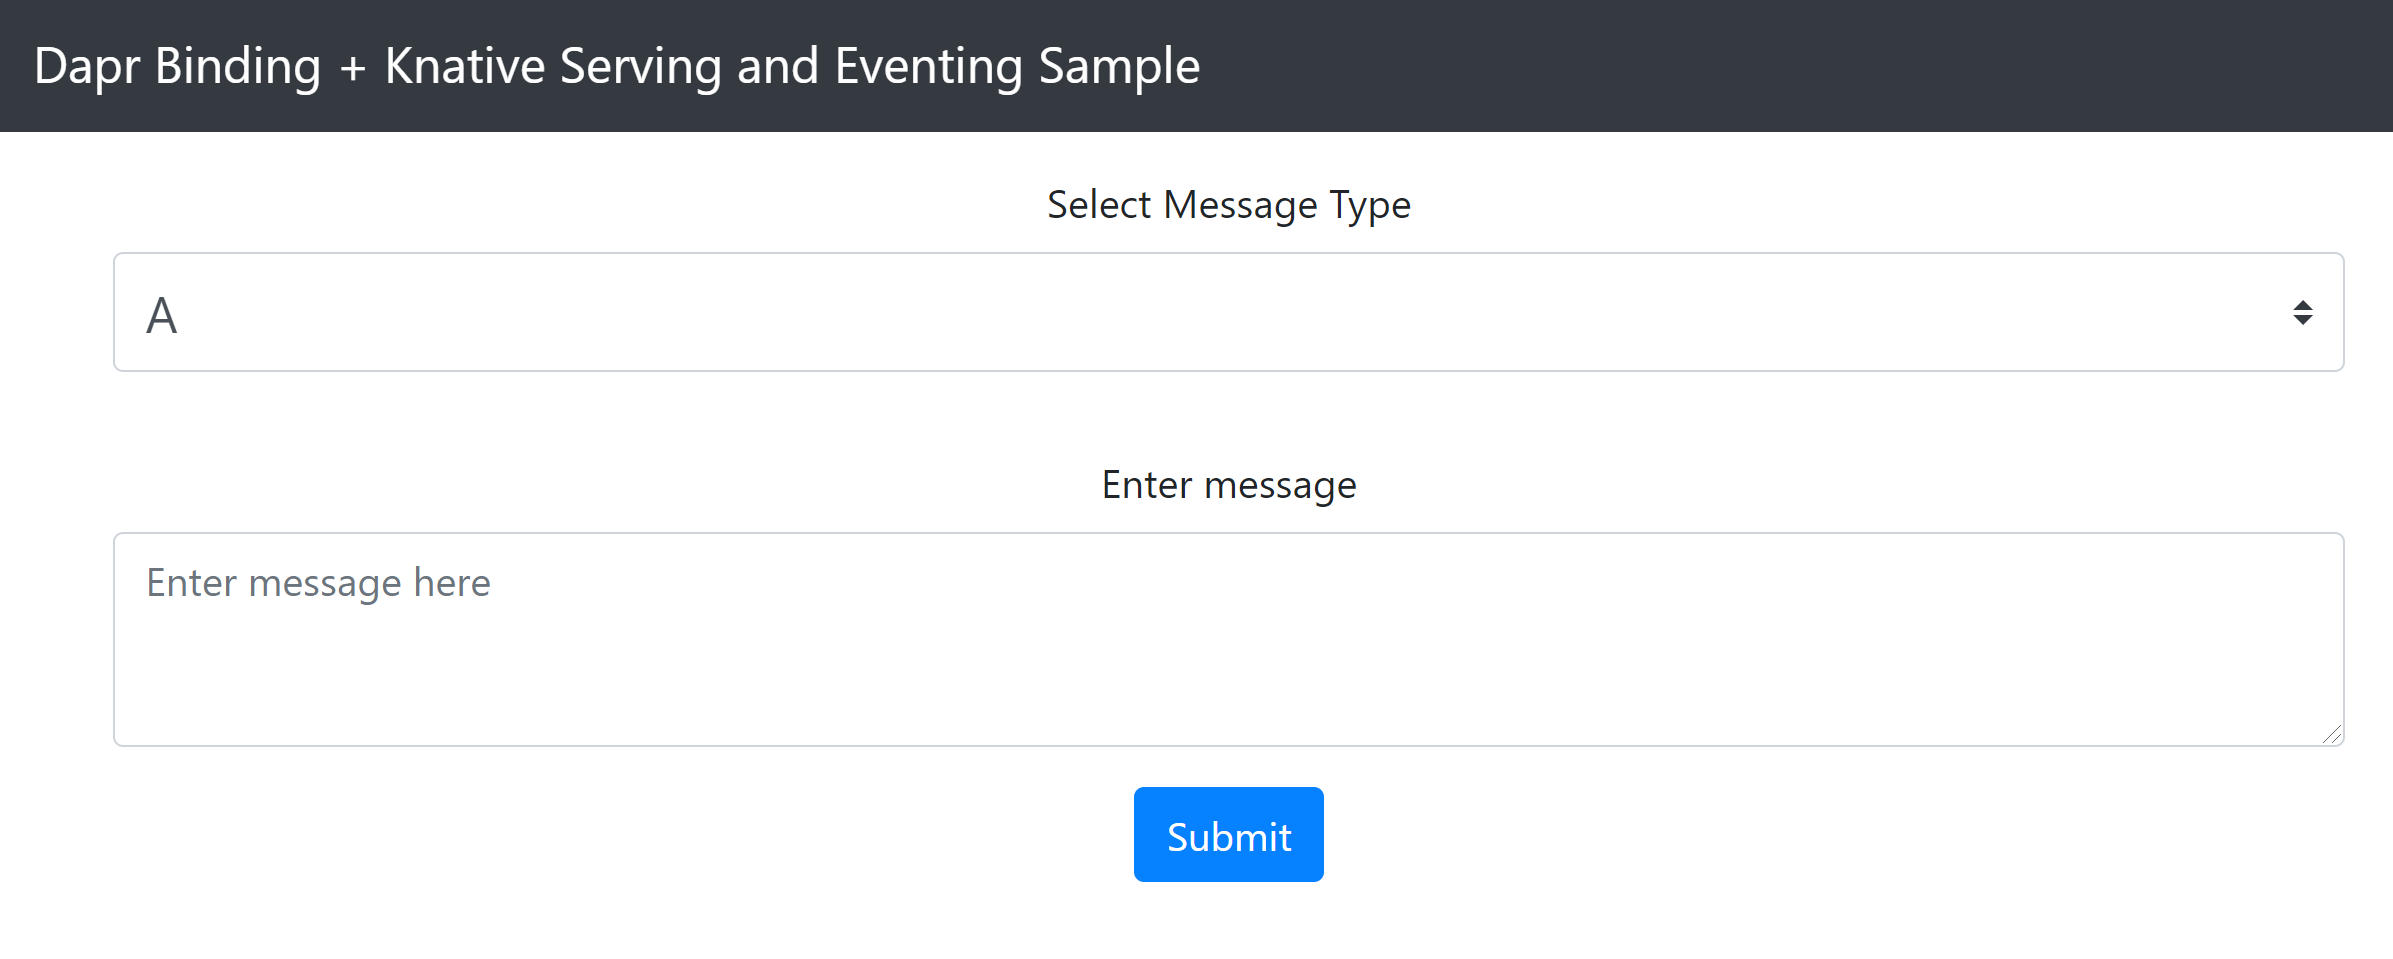 Dapr Binding + Knative Serving and Eventing Sample
Select Message Type
A
Enter message
Enter message here
Submit